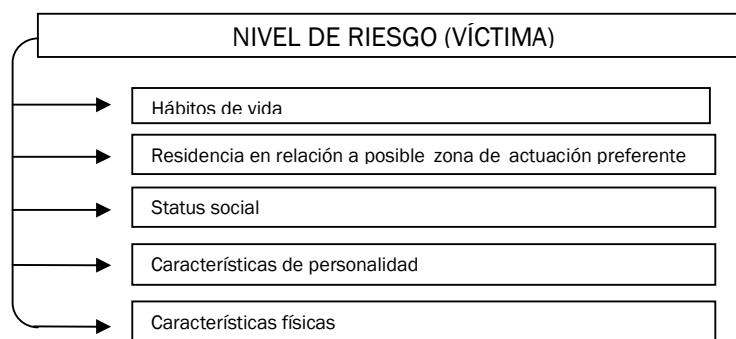 NIVEL DE RIESGO (VÍCTIMA)
Hábitos de vida
Residencia en relación a posible zona de actuación preferente
Status social
Características de personalidad
Características físicas